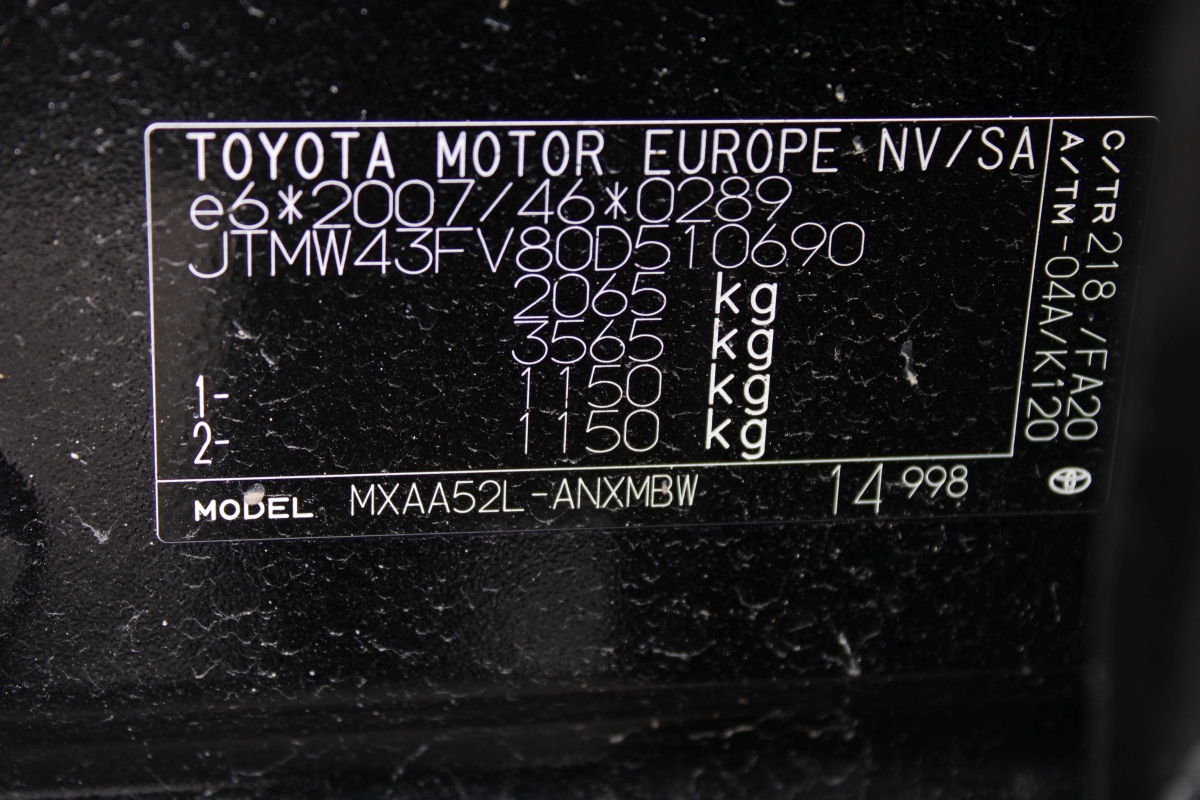 TOYOTA MOTOR EUROPE NV/SA
e6*2007/46*0289
JTMW43FV80D510690
2065 kg
3565 kg
1- 1150 kg
2- 1150 kg
MODEL MXAA52L-ANXMBW 14 998
C/TR218 /FA20
A/TM-04A/K120